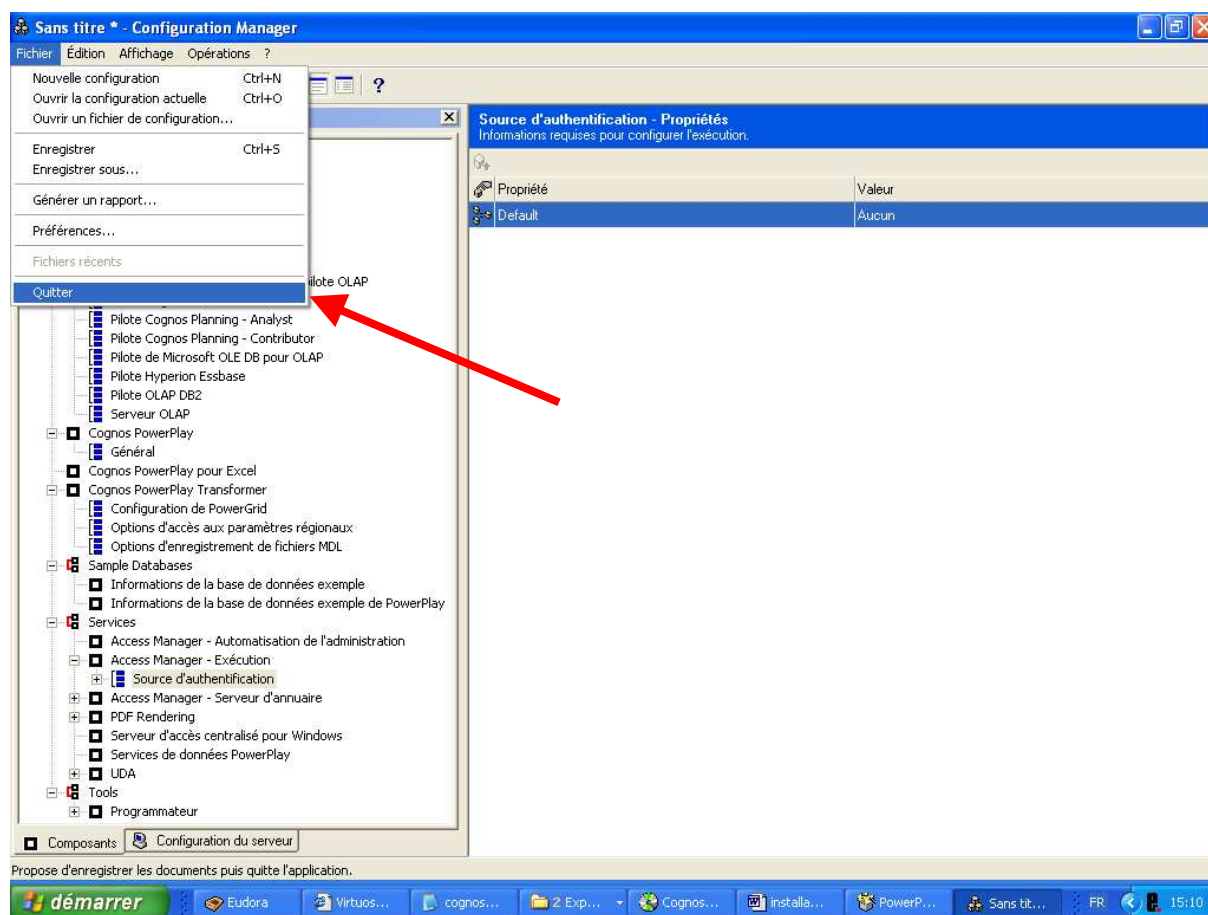 Sans titre * - Configuration Manager
Fichier Édition Affichage Opérations ?
Nouvelle configuration Ctrl+N
Ouvrir la configuration actuelle Ctrl+O
Ouvrir un fichier de configuration...
Enregistrer Ctrl+S
Enregistrer sous...
Générer un rapport...
Préférences...
Fichiers récents
Quitter
?
Source d'authentification - Propriétés
Informations requises pour configurer l'exécution.
Propriété Valeur
Default Aucun
OLAP
Pilote Cognos Planning - Analyst
Pilote Cognos Planning - Contributor
Pilote de Microsoft OLE DB pour OLAP
Pilote Hyperion Essbase
Pilote OLAP DB2
Serveur OLAP
Cognos PowerPlay
Général
Cognos PowerPlay pour Excel
Cognos PowerPlay Transformer
Configuration de PowerGrid
Options d'accès aux paramètres régionaux
Options d'enregistrement de fichiers MDL
Sample Databases
Informations de la base de données exemple
Informations de la base de données exemple de PowerPlay
Services
Access Manager - Automatisation de l'administration
Access Manager - Exécution
Source d'authentification
Access Manager - Serveur d'annuaire
PDF Rendering
Serveur d'accès centralisé pour Windows
Services de données PowerPlay
UDA
Tools
Programmateur
Composants Configuration du serveur
Propose d'enregistrer les documents puis quitte l'application.
démarrer Eudora Virtuos... cognos... 2 Exp... Cognos... installa... PowerP... Sans tit... FR 15:10